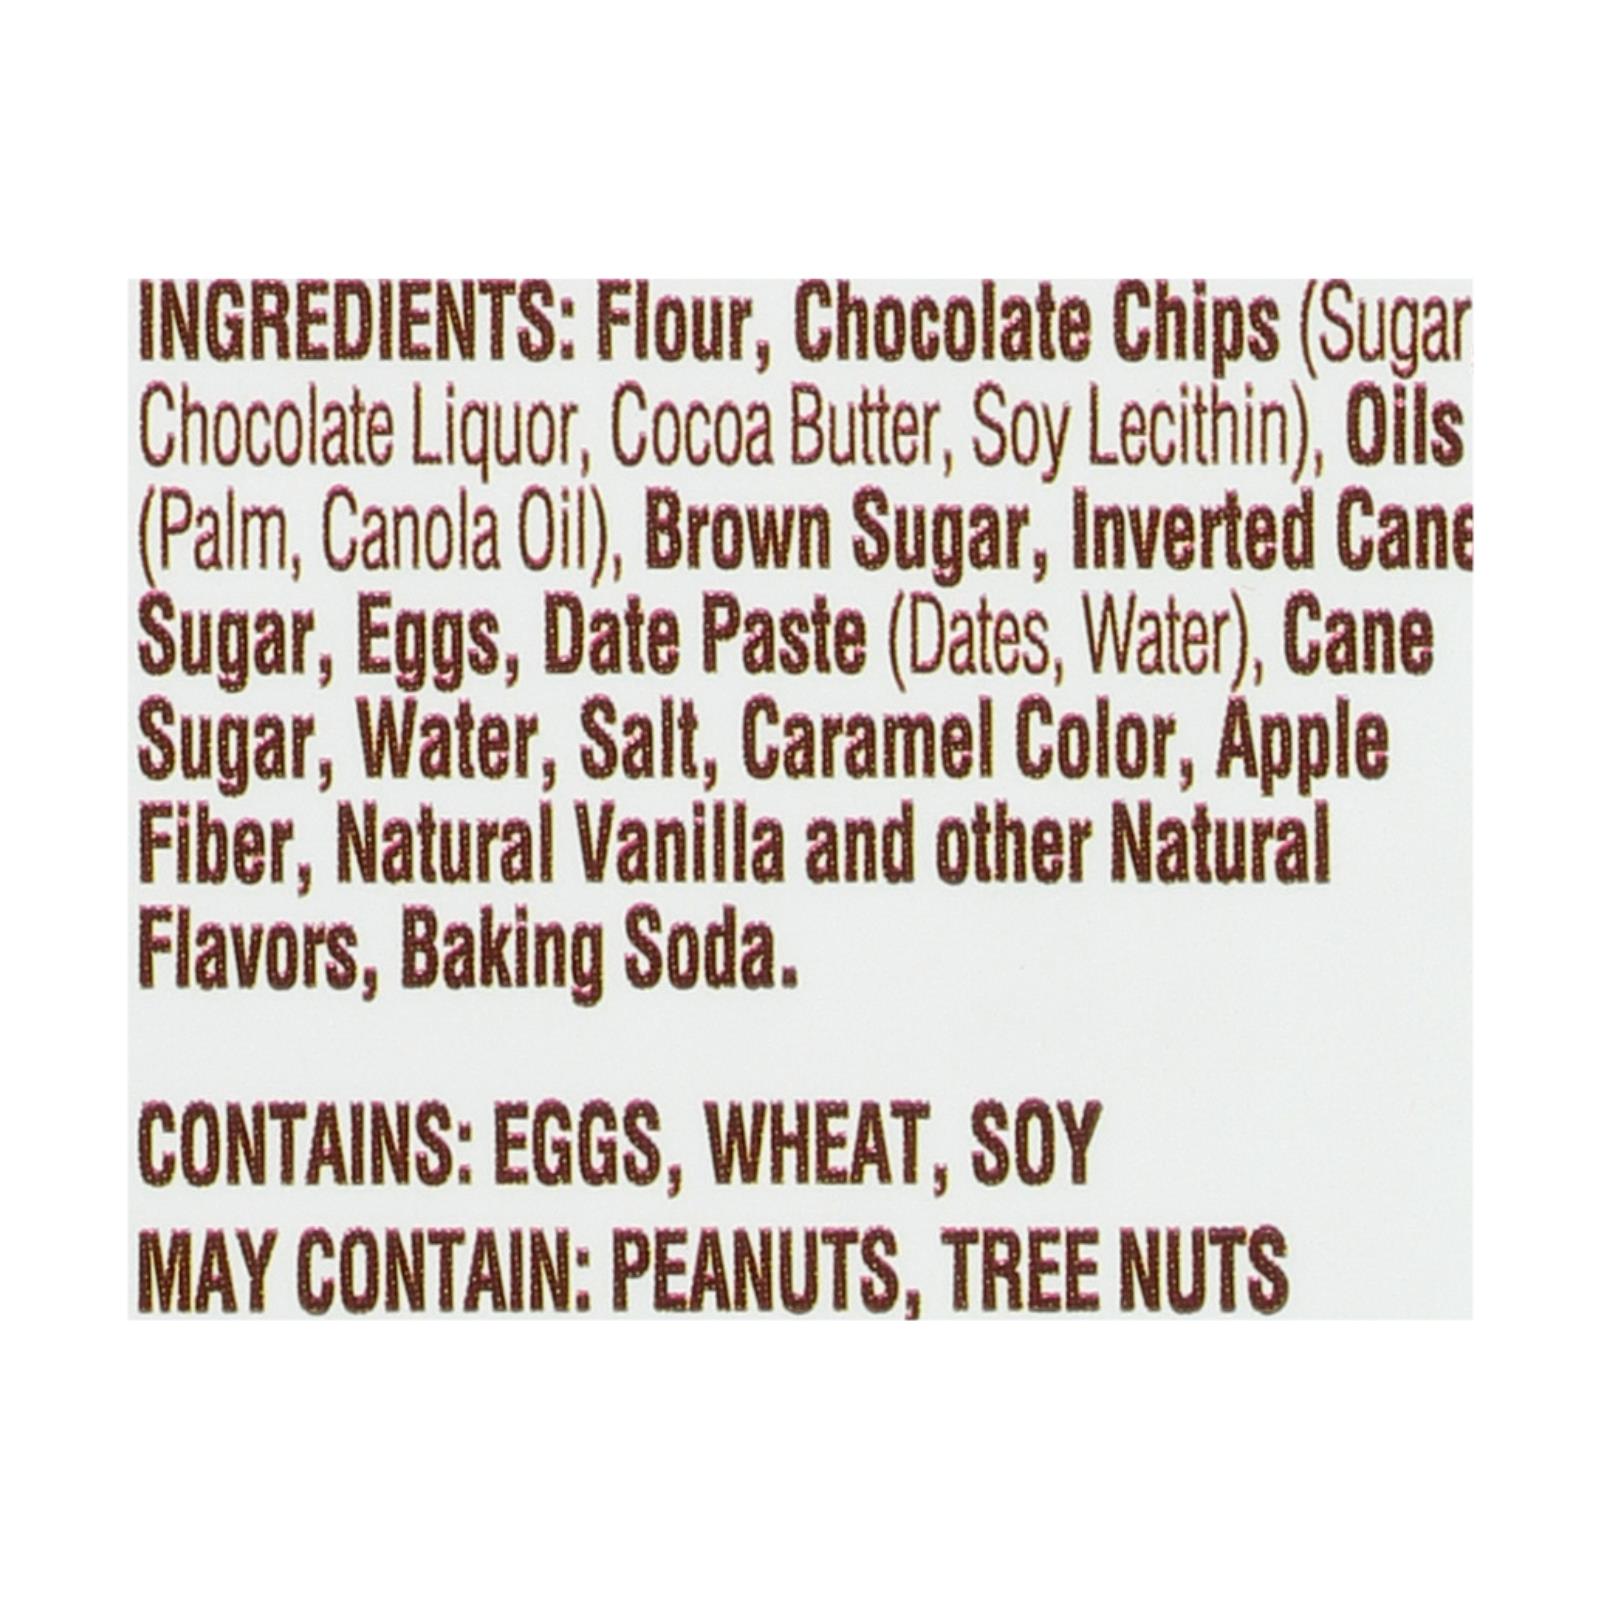 INGREDIENTS: Flour, Chocolate Chips (Sugar
Chocolate Liquor, Cocoa Butter, Soy Lecithin), Oils
(Palm, Canola Oil), Brown Sugar, Inverted Cane
Sugar, Eggs, Date Paste (Dates, Water), Cane
Sugar, Water, Salt, Caramel Color, Apple
Fiber, Natural Vanilla and other Natural
Flavors, Baking Soda.
CONTAINS: EGGS, WHEAT, SOY
MAY CONTAIN: PEANUTS, TREE NUTS